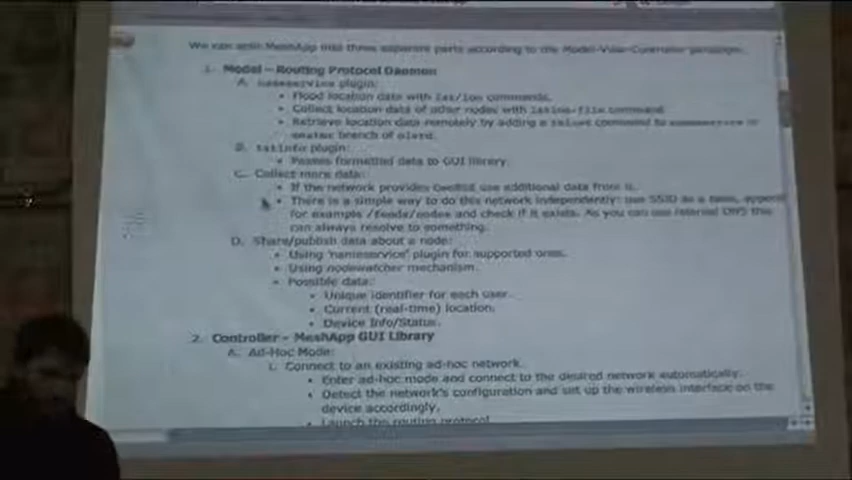 We can split MeshApp into three separate parts according to the Model-View-Controller paradigm.
1. Model - Routing Protocol Daemon
A. nameservice plugin:
• Flood location data with lat/lon commands.
• Collect location data of other nodes with latlon-file command.
• Retrieve location data remotely by adding a command to nameservice in
branch of olsrd.
B. txtinfo plugin:
• Passes formatted data to GUI library.
C. Collect more data:
• If the network provides use additional data from it.
• There is a simple way to do this network independently: use SSID as a base, append
for example /feeds/nodes and check if it exists. As you can use internal DNS this
can always resolve to something.
D. Share/publish data about a node:
• Using 'nameservice' plugin for supported ones.
• Using nodewatcher mechanism.
• Possible data:
• Unique identifier for each user.
• Current (real-time) location.
• Device Info/Status.
2. Controller - MeshApp GUI Library
A. Ad-Hoc Mode:
i. Connect to an existing ad-hoc network.
• Enter ad-hoc mode and connect to the desired network automatically.
• Detect the network's configuration and set up the wireless interface on the
device accordingly.
• Launch the routing protocol